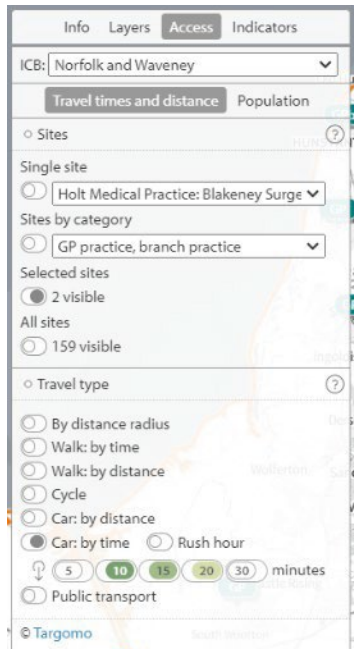 Info Layers Access Indicators
ICB: Norfolk and Waveney
Travel times and distance Population
Sites ?
Single site
Holt Medical Practice: Blakeney Surge
Sites by category
GP practice, branch practice
Selected sites
2 visible
All sites
159 visible
Travel type ?
By distance radius
Walk: by time
Walk: by distance
Wolferton
Cycle
Car: by distance
Car: by time Rush hour
5 10 15 20 30 minutes
Public transport
© Targomo